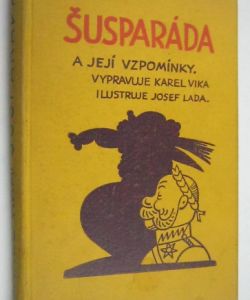 ŠUSPARÁDA
A JEJÍ VZPOMÍNKY.
VYPRAVUJE KAREL VIKA
ILUSTRUJE JOSEF LADA.